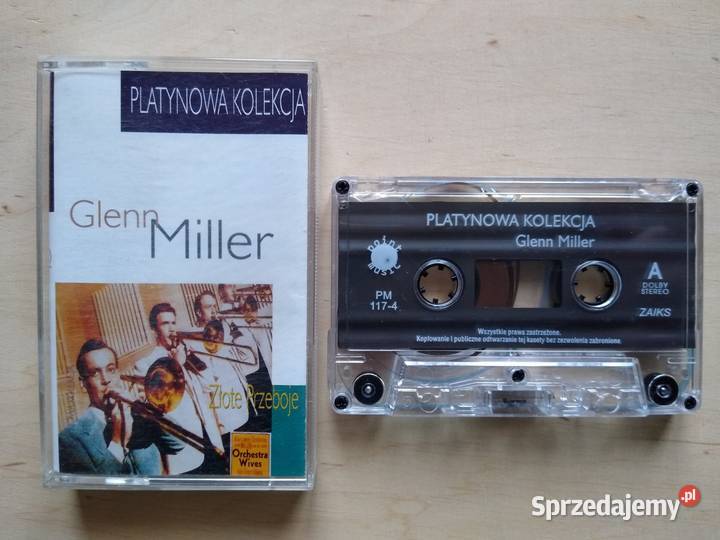 PLATYNOWA KOLEKCJA
Glenn
Miller
Złote Przeboje
Orchestra
Wives
PLATYNOWA KOLEKCJA
Glenn Miller
point
music
PM
117-4
A
DOLBY
STEREO
ZAIKS
Wszystkie prawa zastrzeżone.
Kopiowanie i publiczne odtwarzanie tej kasety bez zezwolenia zabronione.
Sprzedajemy.pl